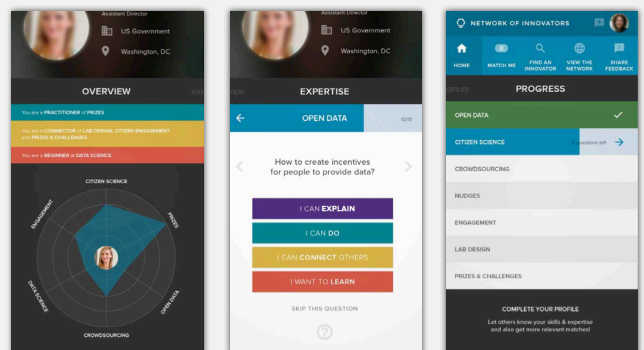 Assistant Director
US Government
Washington, DC
OVERVIEW
You are a PRACTITIONER of PRIZES
You are a CONNECTOR of LAB DESIGN, CITIZEN ENGAGEMENT
and PRIZES & CHALLENGES
You are a BEGINNER at DATA SCIENCE
CITIZEN SCIENCE
ENGAGEMENT
PRIZES
DATA SCIENCE
OPEN DATA
CROWDSOURCING
Assistant Director
US Government
Washington, DC
EXPERTISE
OPEN DATA
How to create incentives
for people to provide data?
I CAN EXPLAIN
I CAN DO
I CAN CONNECT OTHERS
I WANT TO LEARN
SKIP THIS QUESTION
?
NETWORK OF INNOVATORS
HOME
MATCH ME
FIND AN
INNOVATOR
VIEW THE
NETWORK
SHARE
FEEDBACK
PROGRESS
OPEN DATA
CITIZEN SCIENCE
questions left
CROWDSOURCING
NUDGES
ENGAGEMENT
LAB DESIGN
PRIZES & CHALLENGES
COMPLETE YOUR PROFILE
Let others know your skills & expertise
and also get more relevant matches!